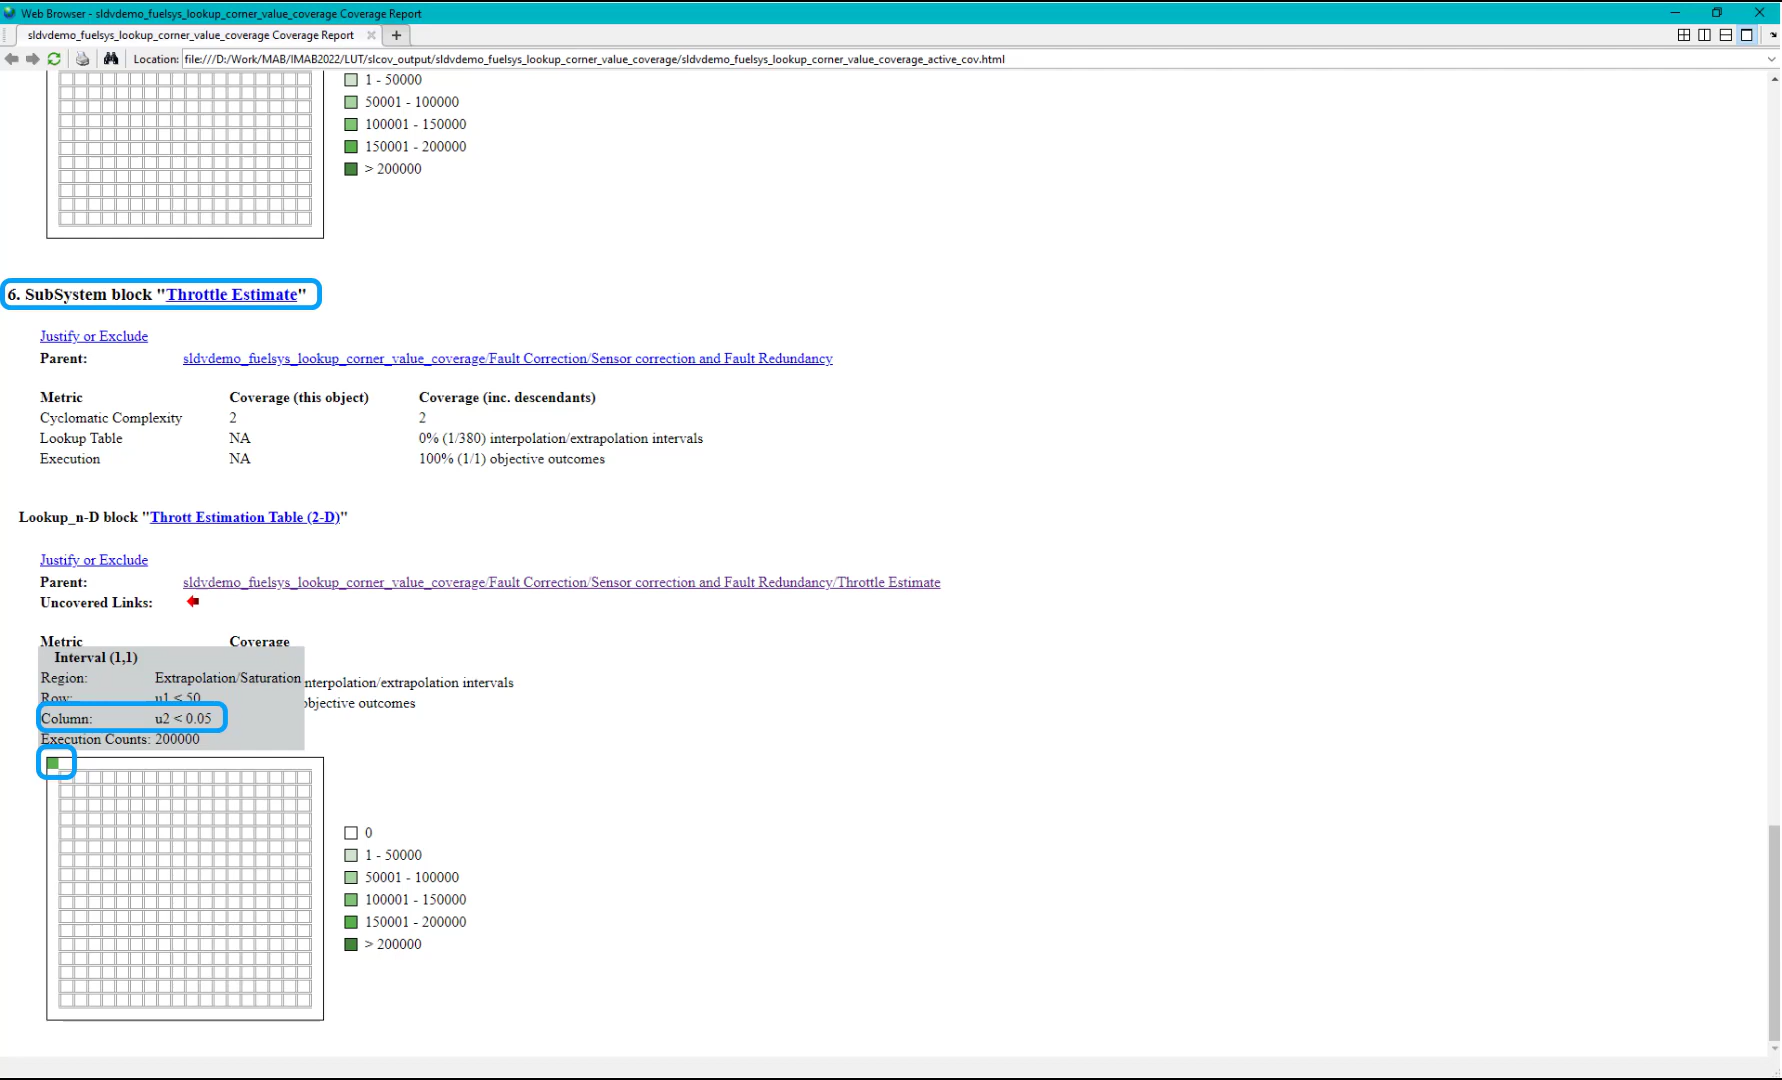 Web Browser - sldvdemo_fuelsys_lookup_corner_value_coverage Coverage Report
sldvdemo_fuelsys_lookup_corner_value_coverage Coverage Report
Location: file:///D:/Work/MAB/IMAB2022/LUT/slcov_output/sldvdemo_fuelsys_lookup_corner_value_coverage/sldvdemo_fuelsys_lookup_corner_value_coverage_active_cov.html
1 - 50000
50001 - 100000
100001 - 150000
150001 - 200000
> 200000
6. SubSystem block "Throttle Estimate"
Justify or Exclude
Parent: sldvdemo_fuelsys_lookup_corner_value_coverage/Fault Correction/Sensor correction and Fault Redundancy
Metric Coverage (this object) Coverage (inc. descendants)
Cyclomatic Complexity 2 2
Lookup Table NA 0% (1/380) interpolation/extrapolation intervals
Execution NA 100% (1/1) objective outcomes
Lookup_n-D block "Thrott Estimation Table (2-D)"
Justify or Exclude
Parent: sldvdemo_fuelsys_lookup_corner_value_coverage/Fault Correction/Sensor correction and Fault Redundancy/Throttle Estimate
Uncovered Links:
Metric Coverage
Interval (1,1)
Region: Extrapolation/Saturation
nterpolation/extrapolation intervals
Row: u1 < 50
objective outcomes
Column: u2 < 0.05
Execution Counts: 200000
0
1 - 50000
50001 - 100000
100001 - 150000
150001 - 200000
> 200000